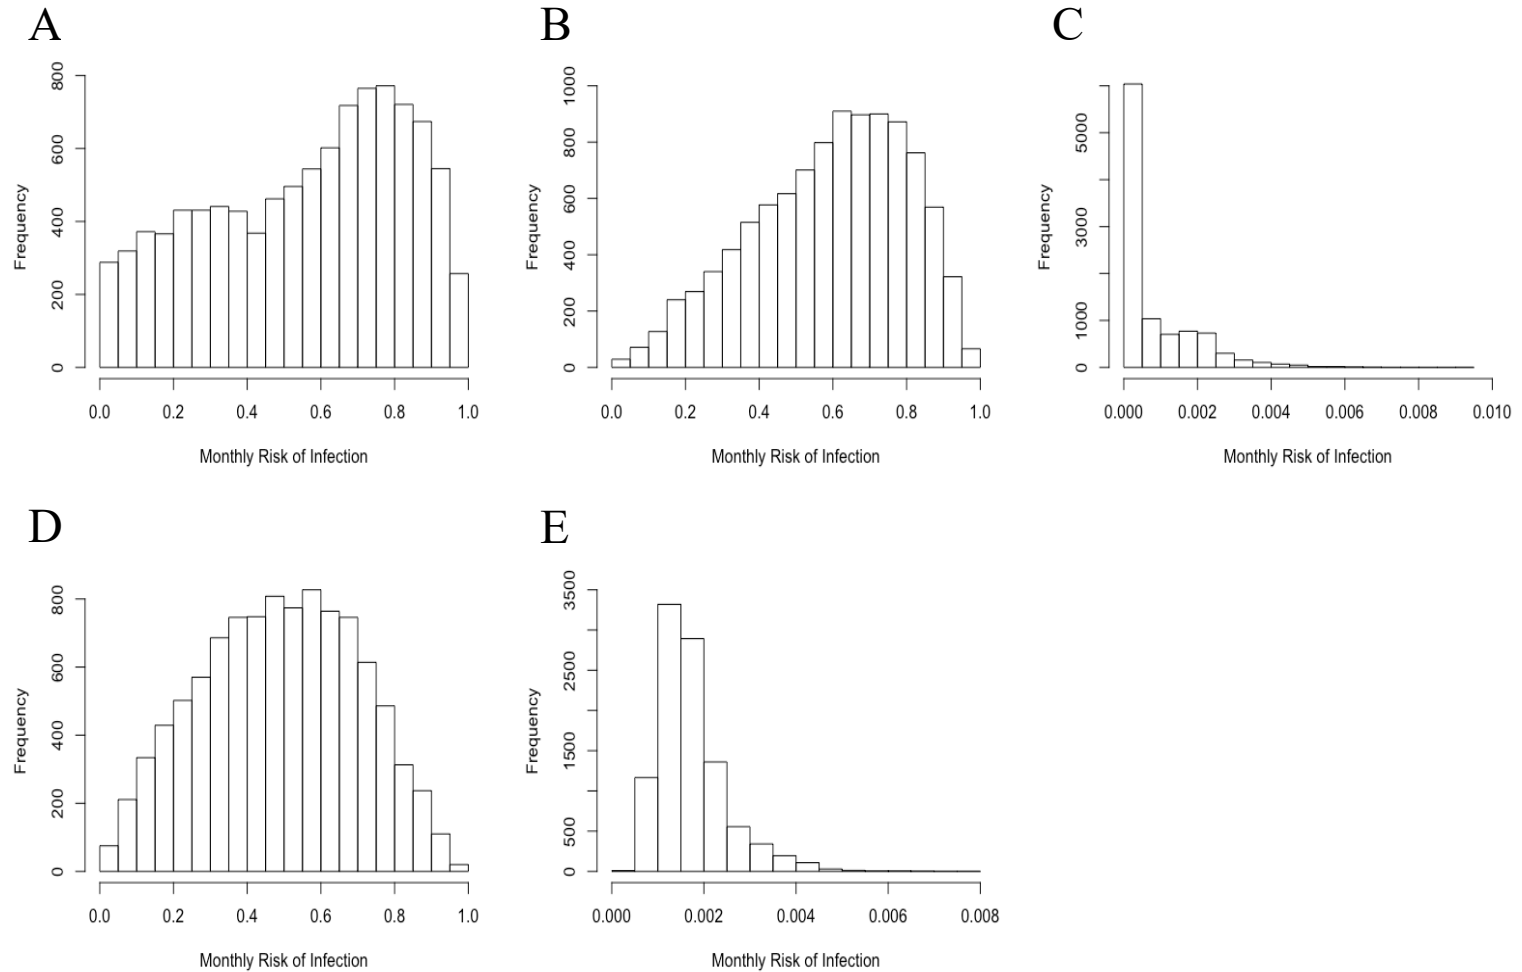 A
B
C
Frequency
0 200 400 600 800
0.0 0.2 0.4 0.6 0.8 1.0
Monthly Risk of Infection
Frequency
0 200 400 600 800 1000
0.0 0.2 0.4 0.6 0.8 1.0
Monthly Risk of Infection
Frequency
0 1000 3000 5000
0.000 0.002 0.004 0.006 0.008 0.010
Monthly Risk of Infection
D
E
Frequency
0 200 400 600 800
0.0 0.2 0.4 0.6 0.8 1.0
Monthly Risk of Infection
Frequency
0 500 1500 2500 3500
0.000 0.002 0.004 0.006 0.008
Monthly Risk of Infection